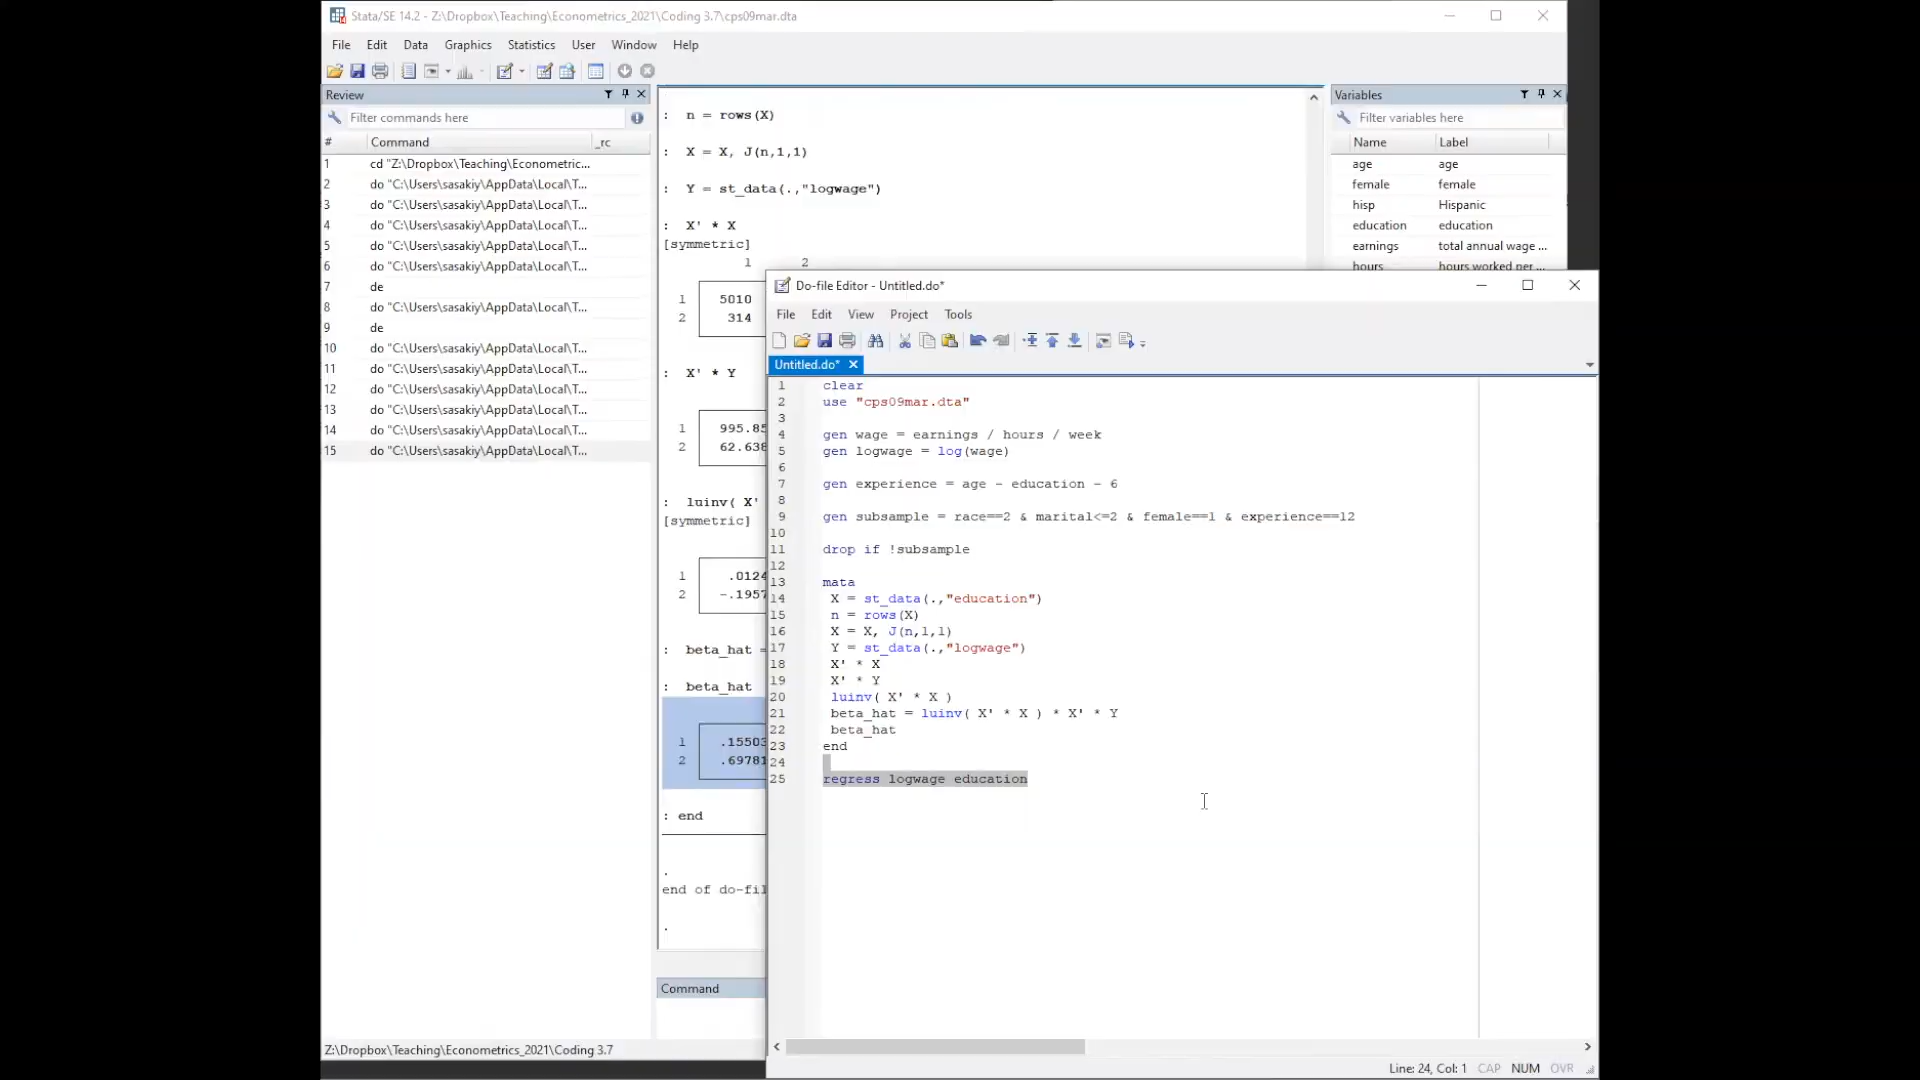 Stata/SE 14.2 - Z:\Dropbox\Teaching\Econometrics_2021\Coding 3.7\cps09mar.dta
File Edit Data Graphics Statistics User Window Help
Review
Filter commands here
# Command _rc
1 cd "Z:\Dropbox\Teaching\Econometric...
2 do "C:\Users\sasakiy\AppData\Local\T...
3 do "C:\Users\sasakiy\AppData\Local\T...
4 do "C:\Users\sasakiy\AppData\Local\T...
5 do "C:\Users\sasakiy\AppData\Local\T...
6 do "C:\Users\sasakiy\AppData\Local\T...
7 de
8 do "C:\Users\sasakiy\AppData\Local\T...
9 de
10 do "C:\Users\sasakiy\AppData\Local\T...
11 do "C:\Users\sasakiy\AppData\Local\T...
12 do "C:\Users\sasakiy\AppData\Local\T...
13 do "C:\Users\sasakiy\AppData\Local\T...
14 do "C:\Users\sasakiy\AppData\Local\T...
15 do "C:\Users\sasakiy\AppData\Local\T...
: n = rows(X)
: X = X, J(n,1,1)
: Y = st_data(.,"logwage")
: X' * X
[symmetric]
1 2
1 5010
2 314
: X' * Y
1 995.85
2 62.638
: luinv( X'
[symmetric]
1 .0124
2 -.1957
: beta_hat =
: beta_hat
1 .15503
2 .69781
: end
.
end of do-fil
.
Command
Variables
Filter variables here
Name Label
age age
female female
hisp Hispanic
education education
earnings total annual wage ...
hours hours worked per ...
Do-file Editor - Untitled.do*
File Edit View Project Tools
Untitled.do*
1 clear
2 use "cps09mar.dta"
3
4 gen wage = earnings / hours / week
5 gen logwage = log(wage)
6
7 gen experience = age - education - 6
8
9 gen subsample = race==2 & marital<=2 & female==1 & experience==12
10
11 drop if !subsample
12
13 mata
14 X = st_data(.,"education")
15 n = rows(X)
16 X = X, J(n,1,1)
17 Y = st_data(.,"logwage")
18 X' * X
19 X' * Y
20 luinv( X' * X )
21 beta_hat = luinv( X' * X ) * X' * Y
22 beta_hat
23 end
24
25 regress logwage education
Z:\Dropbox\Teaching\Econometrics_2021\Coding 3.7
Line: 24, Col: 1 CAP NUM OVR